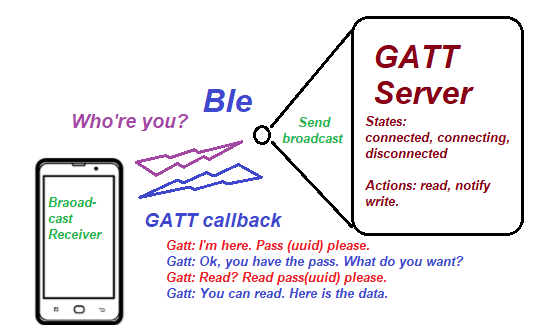 GATT
Server
Ble
States:
connected, connecting,
disconnected
Actions: read, notify
write.
Send
broadcast
Who're you?
Braoad-
cast
Receiver
GATT callback
Gatt: I'm here. Pass (uuid) please.
Gatt: Ok, you have the pass. What do you want?
Gatt: Read? Read pass(uuid) please.
Gatt: You can read. Here is the data.